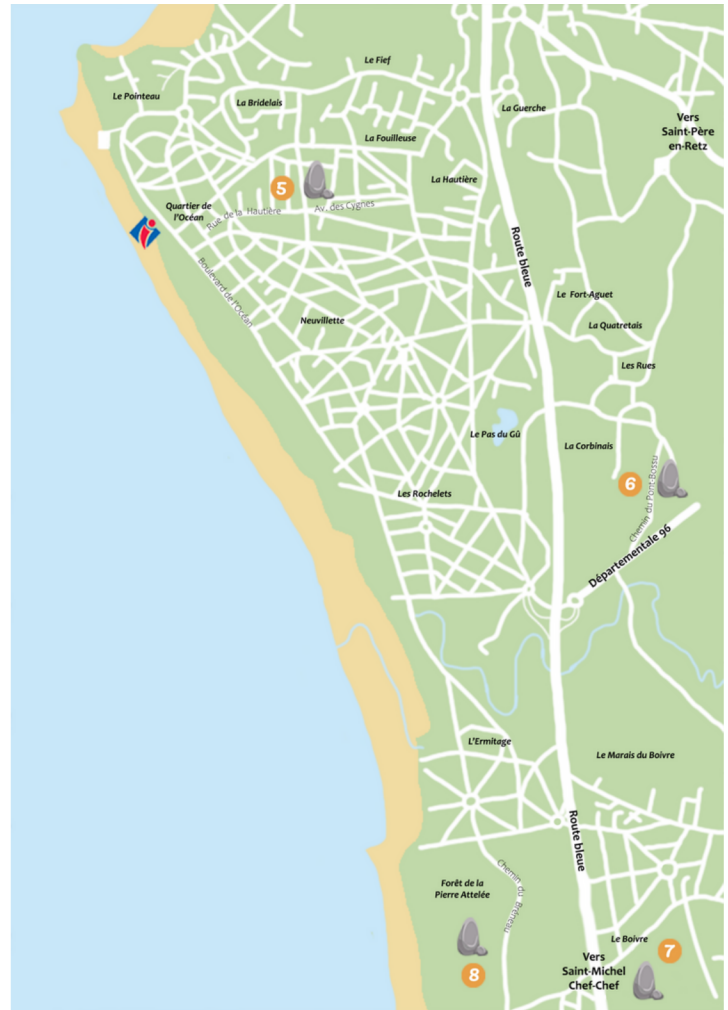 Le Fief
Le Pointeau
La Bridelais
La Guerche
Vers
Saint-Père
en-Retz
La Fouilleuse
La Hautière
5
Quartier de
l'Océan
Rue de la Hautière
Av. des Cygnes
Route bleue
Boulevard de l'Océan
Le Fort-Aguet
Neuvillette
La Quatretais
Les Rues
Le Pas du Gû
La Corbinais
6
Les Rochelets
Chemin du Pont-Bossu
Départementale 96
L'Ermitage
Le Marais du Boivre
Route bleue
Chemin du Bréneau
Forêt de la
Pierre Attelée
Le Boivre
7
8
Vers
Saint-Michel
Chef-Chef